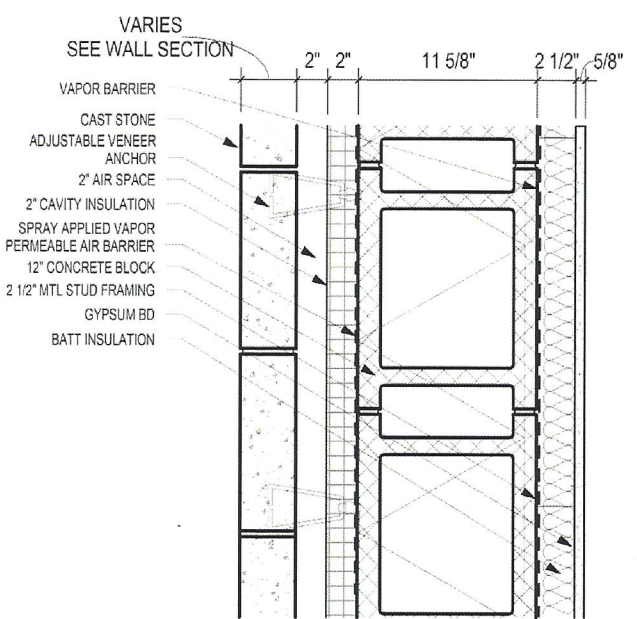 VARIES
SEE WALL SECTION
2" 2" 11 5/8" 2 1/2" 5/8"
VAPOR BARRIER
CAST STONE
ADJUSTABLE VENEER
ANCHOR
2" AIR SPACE
2" CAVITY INSULATION
SPRAY APPLIED VAPOR
PERMEABLE AIR BARRIER
12" CONCRETE BLOCK
2 1/2" MTL STUD FRAMING
GYPSUM BD
BATT INSULATION